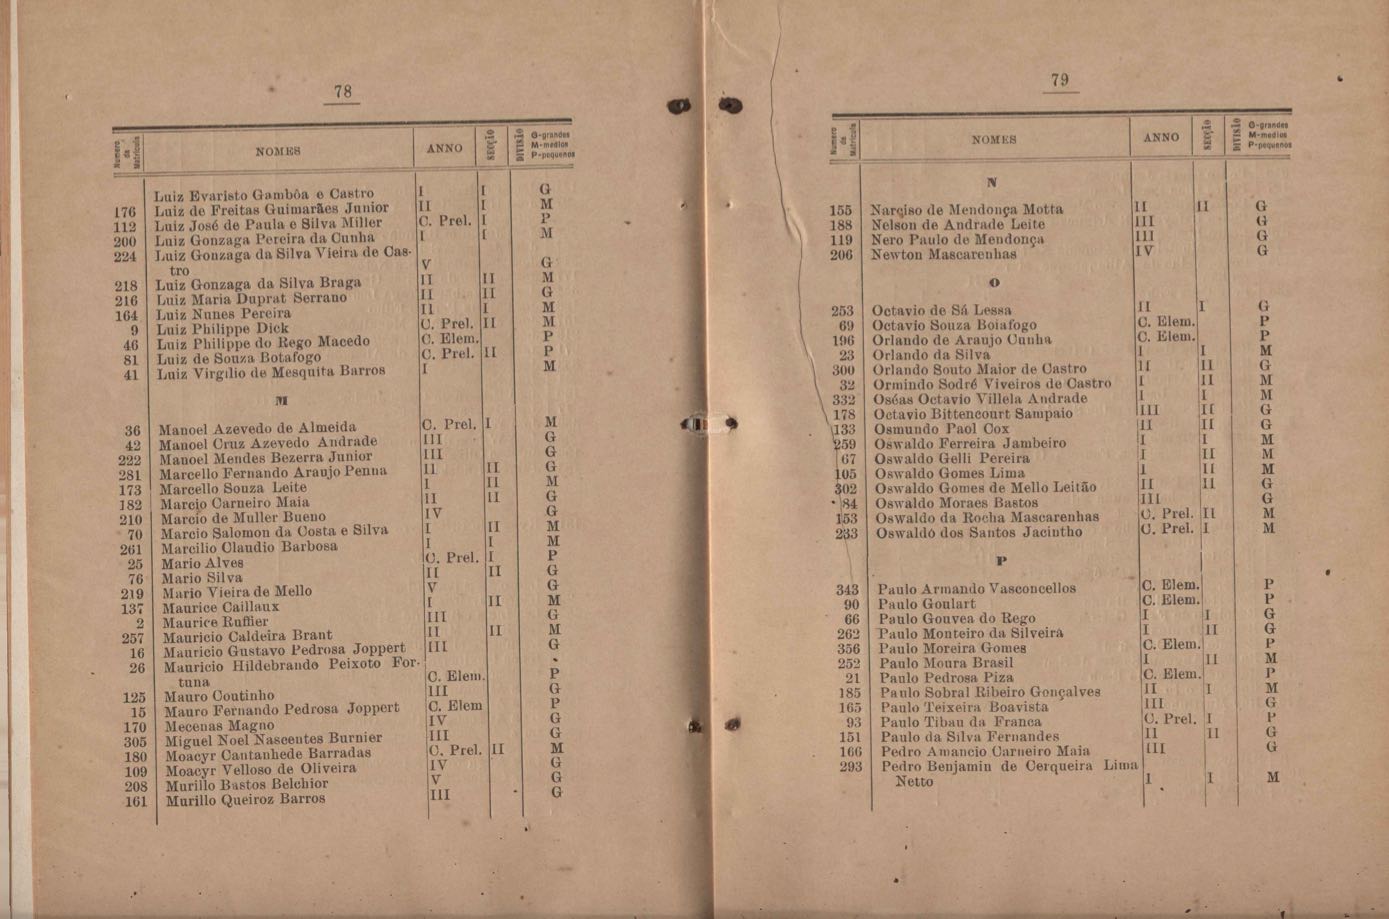 78
Numero da Matricula NOMES ANNO SECÇÃO DIVISÃO G-grandes
M-medios
P-pequenos
Luiz Evaristo Gambôa e Castro I I G
176 Luiz de Freitas Guimarães Junior II I M
112 Luiz José de Paula e Silva Miller C. Prel. I P
200 Luiz Gonzaga Pereira da Cunha I I M
224 Luiz Gonzaga da Silva Vieira de Cas-
tro V G
218 Luiz Gonzaga da Silva Braga II II M
216 Luiz Maria Duprat Serrano II II G
164 Luiz Nunes Pereira II I M
9 Luiz Philippe Dick C. Prel. II M
46 Luiz Philippe do Rego Macedo C. Elem. P
81 Luiz de Souza Botafogo C. Prel. II P
41 Luiz Virgilio de Mesquita Barros I M
M
36 Manoel Azevedo de Almeida C. Prel. I M
42 Manoel Cruz Azevedo Andrade III G
222 Manoel Mendes Bezerra Junior III G
281 Marcello Fernando Araujo Penna II II G
173 Marcello Souza Leite I II M
182 Marcio Carneiro Maia II II G
210 Marcio de Muller Bueno IV G
70 Marcio Salomon da Costa e Silva I II M
261 Marcilio Claudio Barbosa I I M
25 Mario Alves C. Prel. I P
76 Mario Silva II II G
219 Mario Vieira de Mello V G
137 Maurice Caillaux I II M
2 Maurice Ruffier III G
257 Mauricio Caldeira Brant II II M
16 Mauricio Gustavo Pedrosa Joppert III G
26 Mauricio Hildebrando Peixoto For-
tuna C. Elem. P
125 Mauro Coutinho III G
15 Mauro Fernando Pedrosa Joppert C. Elem P
170 Mecenas Magno IV G
305 Miguel Noel Nascentes Burnier III G
180 Moacyr Cantanhede Barradas C. Prel. II M
109 Moacyr Velloso de Oliveira IV G
208 Murillo Bastos Belchior V G
161 Murillo Queiroz Barros III G
79
Numero da Matricula NOMES ANNO SECÇÃO DIVISÃO G-grandes
M-medios
P-pequenos
N
155 Narciso de Mendonça Motta II II G
188 Nelson de Andrade Leite III G
119 Nero Paulo de Mendonça III G
206 Newton Mascarenhas IV G
O
253 Octavio de Sá Lessa II I G
69 Octavio Souza Boiafogo C. Elem. P
196 Orlando de Araujo Cunha C. Elem. P
23 Orlando da Silva I I M
300 Orlando Souto Maior de Castro II II G
32 Ormindo Sodré Viveiros de Castro I II M
332 Oséas Octavio Villela Andrade I I M
178 Octavio Bittencourt Sampaio III II G
133 Osmundo Paol Cox II II G
259 Oswaldo Ferreira Jambeiro I I M
67 Oswaldo Gelli Pereira I II M
105 Oswaldo Gomes Lima I II M
302 Oswaldo Gomes de Mello Leitão II II G
84 Oswaldo Moraes Bastos III G
153 Oswaldo da Rocha Mascarenhas C. Prel. II M
233 Oswaldo dos Santos Jacintho C. Prel. I M
P
343 Paulo Armando Vasconcellos C. Elem. P
90 Paulo Goulart C. Elem. P
66 Paulo Gouvea do Rego I I G
262 Paulo Monteiro da Silveira I II G
356 Paulo Moreira Gomes C. Elem. P
252 Paulo Moura Brasil I II M
21 Paulo Pedrosa Piza C. Elem. P
185 Paulo Sobral Ribeiro Gonçalves II I M
165 Paulo Teixeira Boavista III G
93 Paulo Tibau da Franca C. Prel. I P
151 Paulo da Silva Fernandes II II G
166 Pedro Amancio Carneiro Maia III G
293 Pedro Benjamin de Cerqueira Lima
Netto I I M